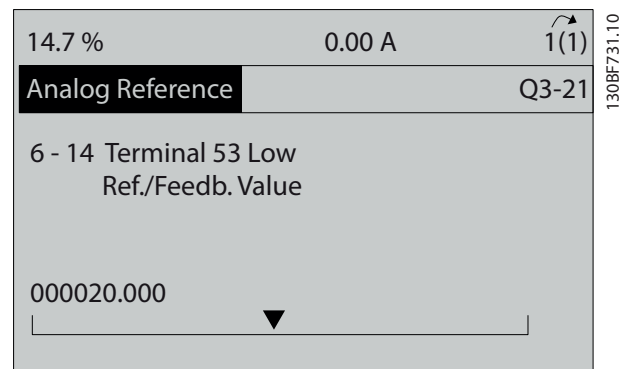 14.7 % 0.00 A 1(1)
Analog Reference Q3-21
6 - 14 Terminal 53 Low
Ref./Feedb. Value
000020.000
130BF731.10